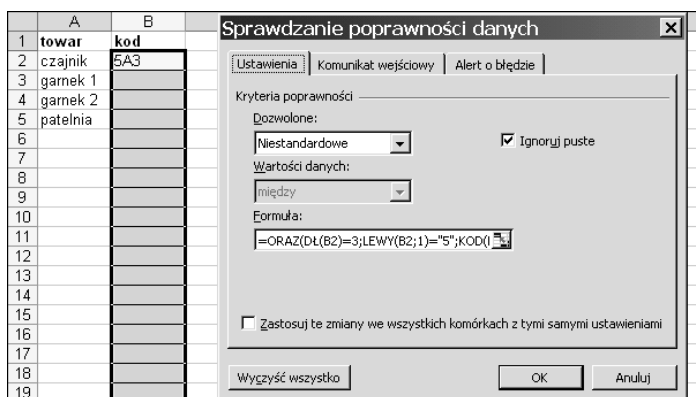 A B
1 towar kod
2 czajnik 5A3
3 garnek 1
4 garnek 2
5 patelnia
6
7
8
9
10
11
12
13
14
15
16
17
18
19
Sprawdzanie poprawności danych
Ustawienia Komunikat wejściowy Alert o błędzie
Kryteria poprawności
Dozwolone:
Niestandardowe Ignoruj puste
Wartości danych:
między
Formuła:
=ORAZ(DŁ(B2)=3;LEWY(B2;1)="5";KOD(
Zastosuj te zmiany we wszystkich komórkach z tymi samymi ustawieniami
Wyczyść wszystko OK Anuluj